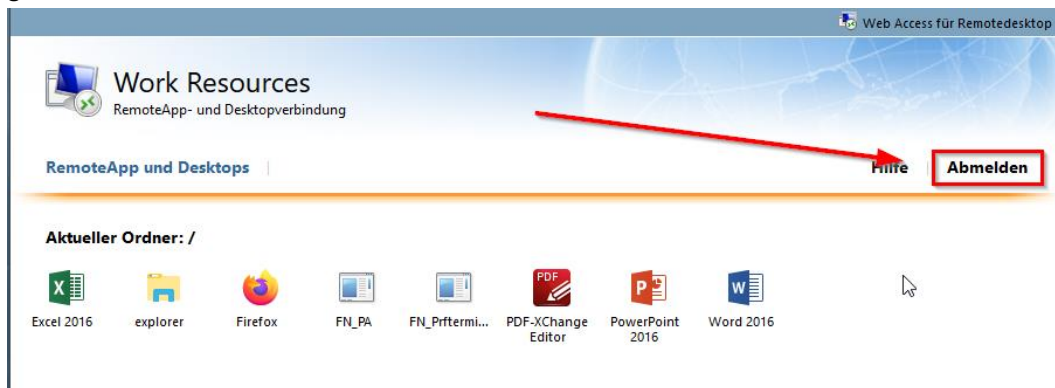 Web Access für Remotedesktop
Work Resources
RemoteApp- und Desktopverbindung
RemoteApp und Desktops
Hilfe
Abmelden
Aktueller Ordner: /
Excel 2016
explorer
Firefox
FN_PA
FN_Prftermi...
PDF-XChange
Editor
PowerPoint
2016
Word 2016